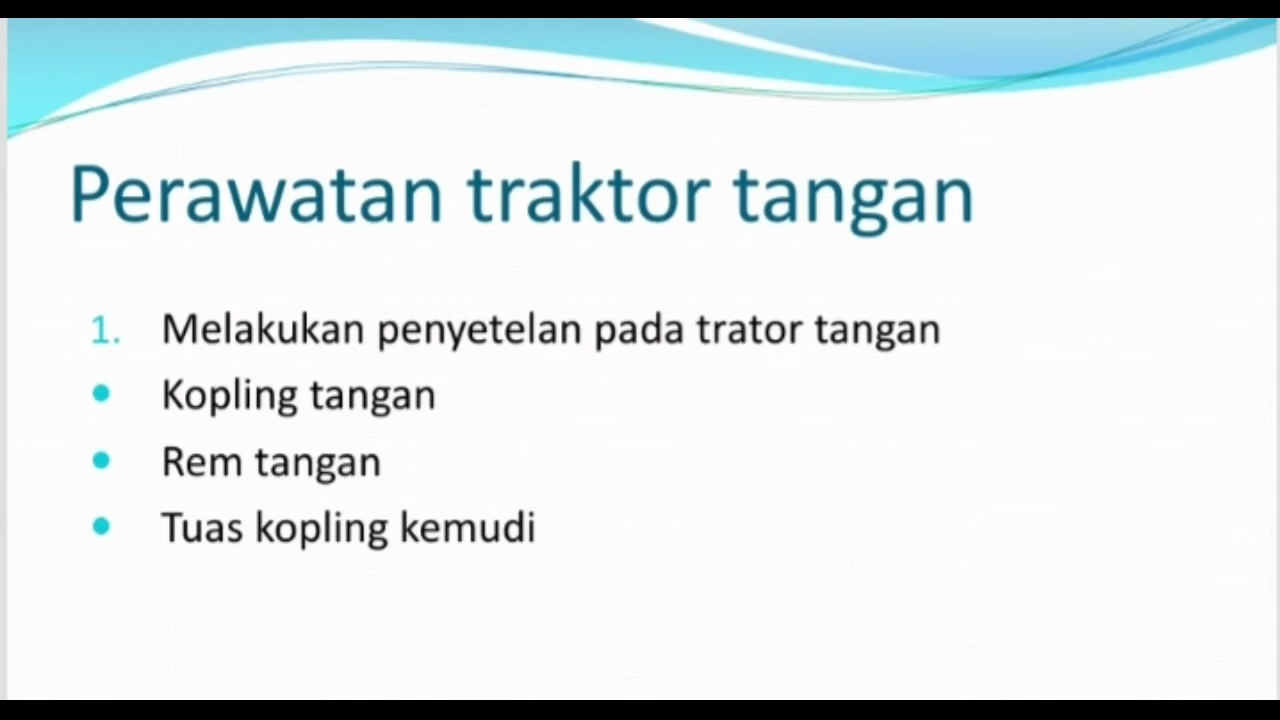 Perawatan traktor tangan
1. Melakukan penyetelan pada trator tangan
• Kopling tangan
• Rem tangan
• Tuas kopling kemudi